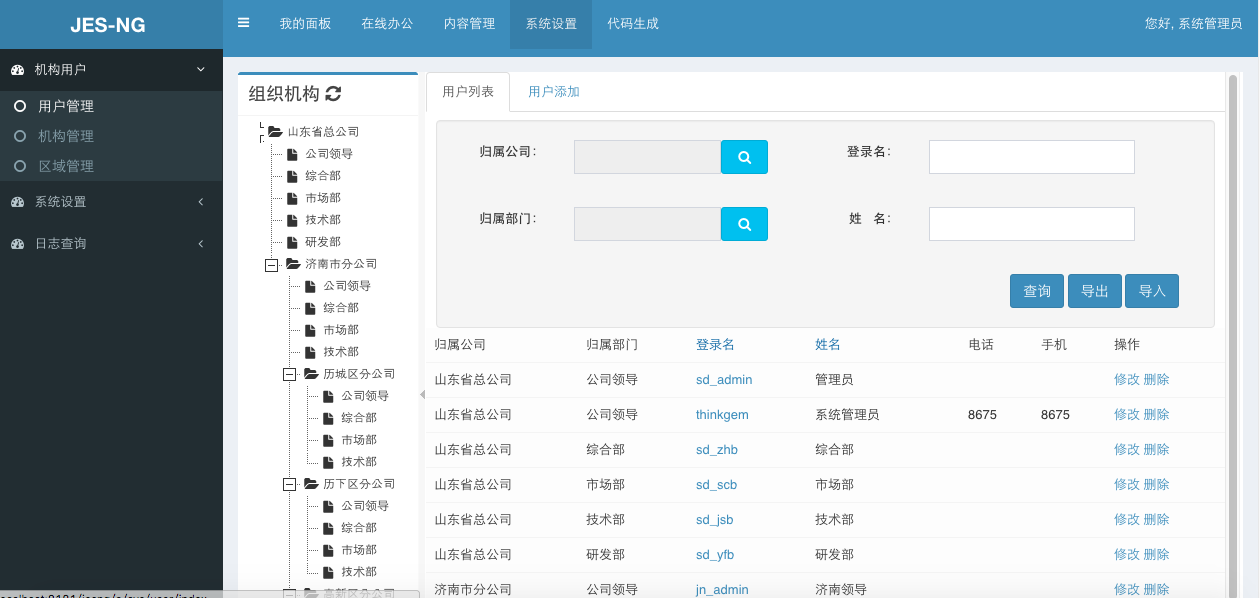 JES-NG
我的面板 在线办公 内容管理 系统设置 代码生成 您好, 系统管理员
机构用户
用户管理
机构管理
区域管理
系统设置
日志查询
组织机构
山东省总公司
公司领导
综合部
市场部
技术部
研发部
济南市分公司
公司领导
综合部
市场部
技术部
历城区分公司
公司领导
综合部
市场部
技术部
历下区分公司
公司领导
综合部
市场部
技术部
高新区分公司
用户列表 用户添加
归属公司： 登录名：
归属部门： 姓 名：
查询 导出 导入
归属公司 归属部门 登录名 姓名 电话 手机 操作
山东省总公司 公司领导 sd_admin 管理员 修改 删除
山东省总公司 公司领导 thinkgem 系统管理员 8675 8675 修改 删除
山东省总公司 综合部 sd_zhb 综合部 修改 删除
山东省总公司 市场部 sd_scb 市场部 修改 删除
山东省总公司 技术部 sd_jsb 技术部 修改 删除
山东省总公司 研发部 sd_yfb 研发部 修改 删除
济南市分公司 公司领导 jn_admin 济南领导 修改 删除